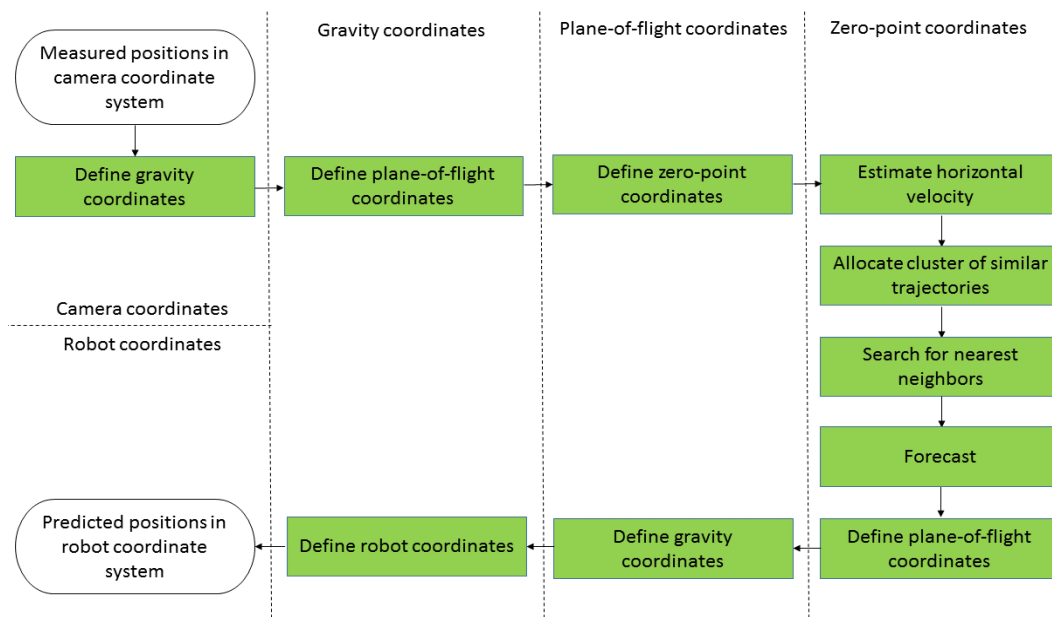 Gravity coordinates
Plane-of-flight coordinates
Zero-point coordinates
Measured positions in
camera coordinate
system
Define gravity
coordinates
Define plane-of-flight
coordinates
Define zero-point
coordinates
Estimate horizontal
velocity
Allocate cluster of similar
trajectories
Camera coordinates
Robot coordinates
Search for nearest
neighbors
Forecast
Predicted positions in
robot coordinate
system
Define robot coordinates
Define gravity
coordinates
Define plane-of-flight
coordinates